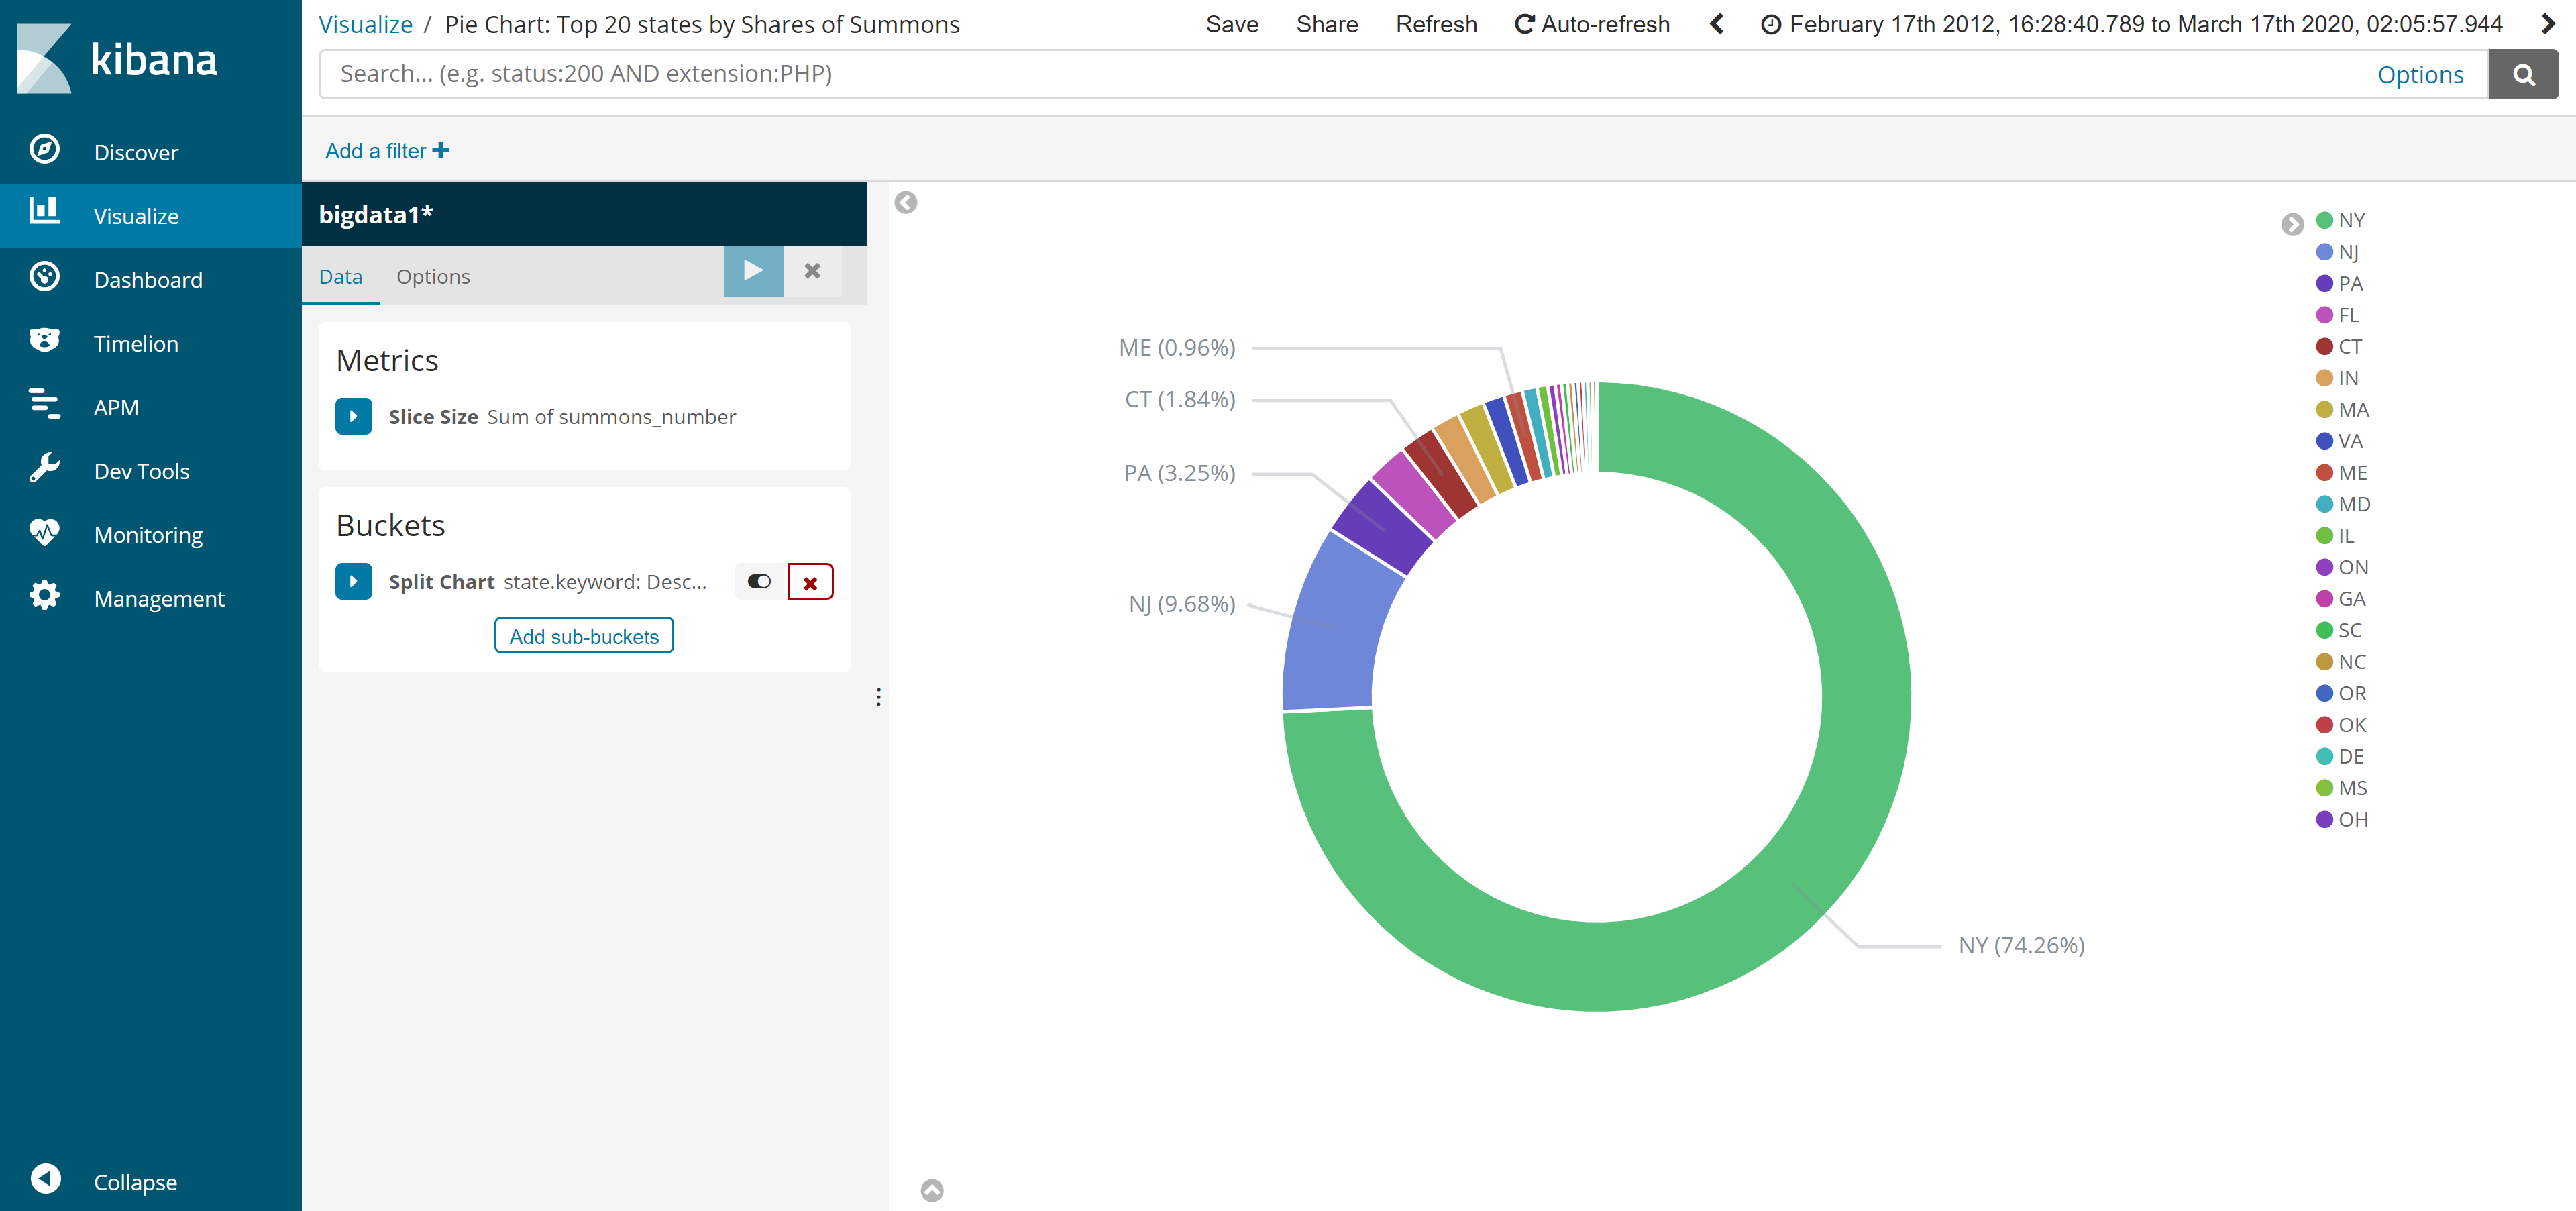 kibana
Discover
Visualize
Dashboard
Timelion
APM
Dev Tools
Monitoring
Management
Collapse
Visualize / Pie Chart: Top 20 states by Shares of Summons
Save Share Refresh Auto-refresh February 17th 2012, 16:28:40.789 to March 17th 2020, 02:05:57.944
Search... (e.g. status:200 AND extension:PHP)
Options
Add a filter
bigdata1*
Data Options
Metrics
Slice Size Sum of summons_number
Buckets
Split Chart state.keyword: Desc...
Add sub-buckets
ME (0.96%)
CT (1.84%)
PA (3.25%)
NJ (9.68%)
NY (74.26%)
NY
NJ
PA
FL
CT
IN
MA
VA
ME
MD
IL
ON
GA
SC
NC
OR
OK
DE
MS
OH